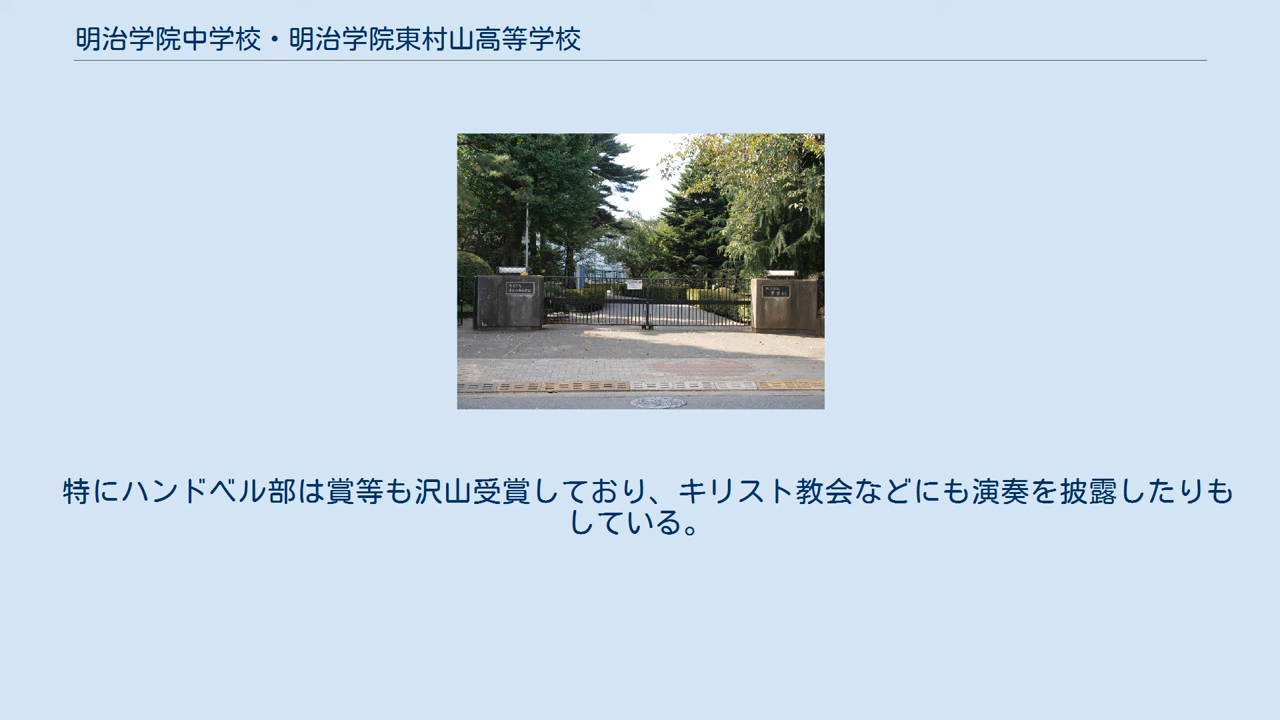 明治学院中学校・明治学院東村山高等学校
特にハンドベル部は賞等も沢山受賞しており、キリスト教会などにも演奏を披露したりも
している。